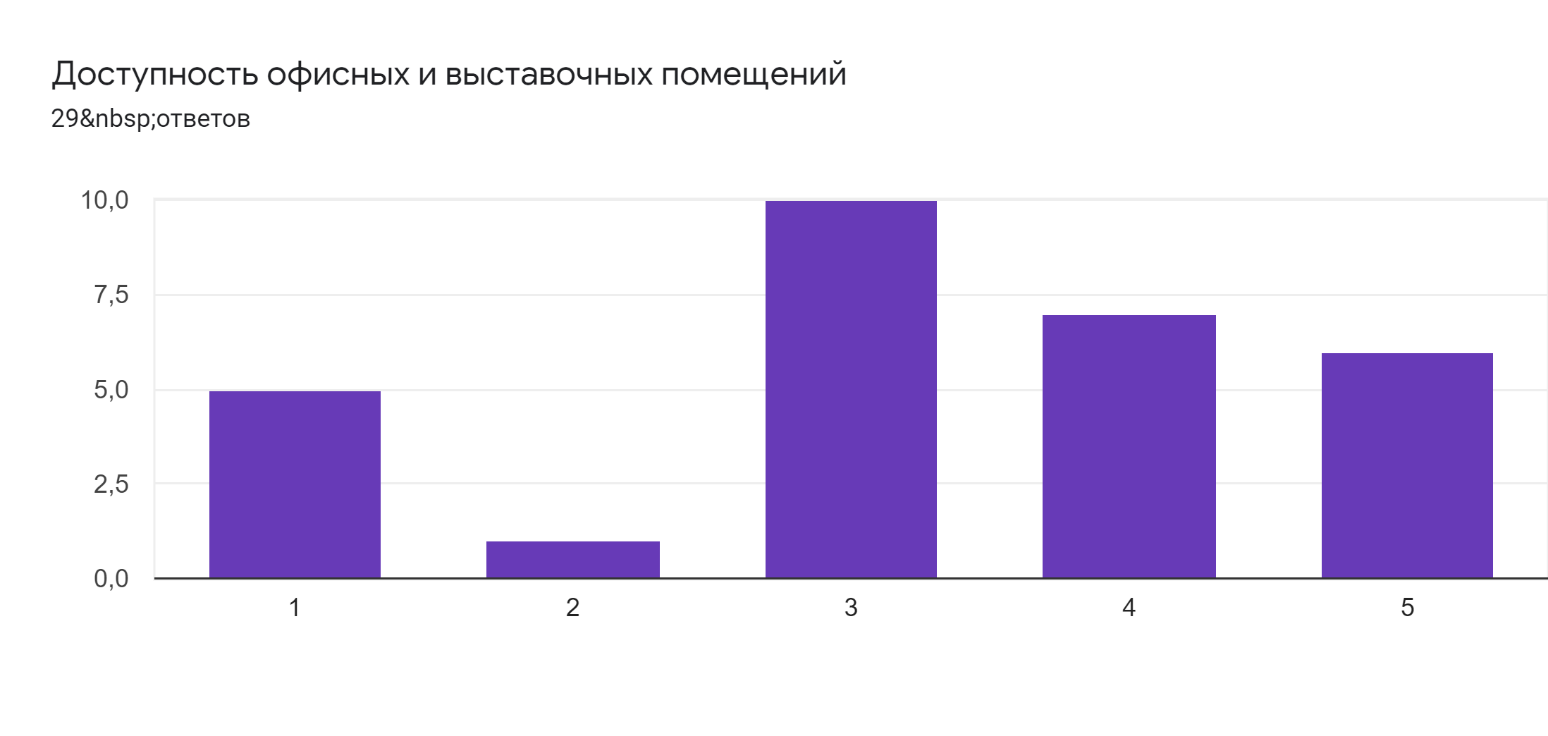 Доступность офисных и выставочных помещений
29&nbsp;ответов
10,0
7,5
5,0
2,5
0,0
1 2 3 4 5